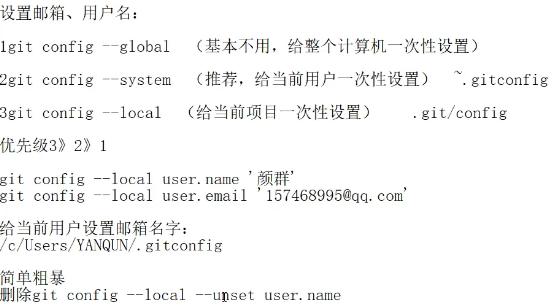 设置邮箱、用户名：
1git config --global （基本不用，给整个计算机一次性设置）
2git config --system （推荐，给当前用户一次性设置） ~.gitconfig
3git config --local （给当前项目一次性设置） .git/config
优先级3》2》1
git config --local user.name '颜群'
git config --local user.email '157468995@qq.com'
给当前用户设置邮箱名字：
/c/Users/YANQUN/.gitconfig
简单粗暴
删除git config --local --unset user.name